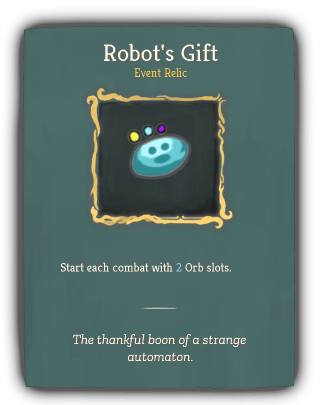 Robot's Gift
Event Relic
Start each combat with 2 Orb slots.
The thankful boon of a strange
automaton.